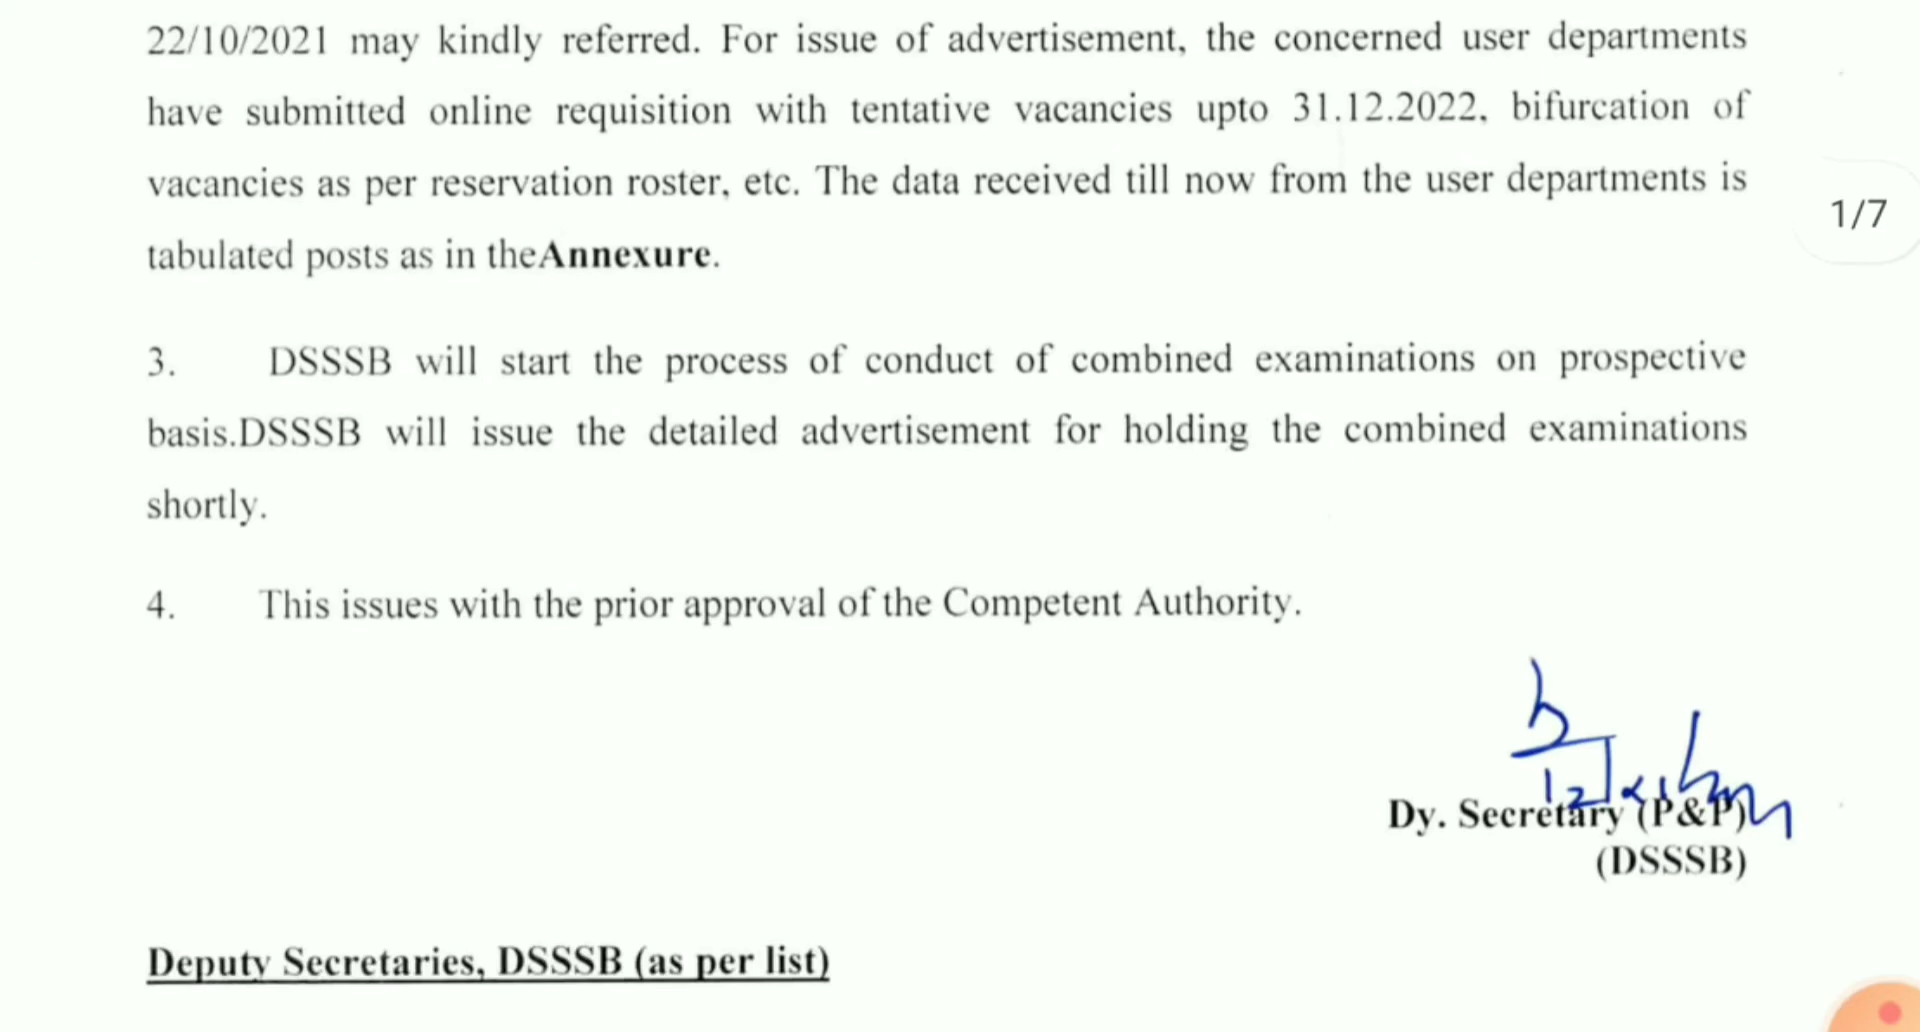 22/10/2021 may kindly referred. For issue of advertisement, the concerned user departments
have submitted online requisition with tentative vacancies upto 31.12.2022, bifurcation of
vacancies as per reservation roster, etc. The data received till now from the user departments is
1/7
tabulated posts as in theAnnexure.
3. DSSSB will start the process of conduct of combined examinations on prospective
basis.DSSSB will issue the detailed advertisement for holding the combined examinations
shortly.
4. This issues with the prior approval of the Competent Authority.
Dy. Secretary (P&P)
(DSSSB)
Deputy Secretaries, DSSSB (as per list)